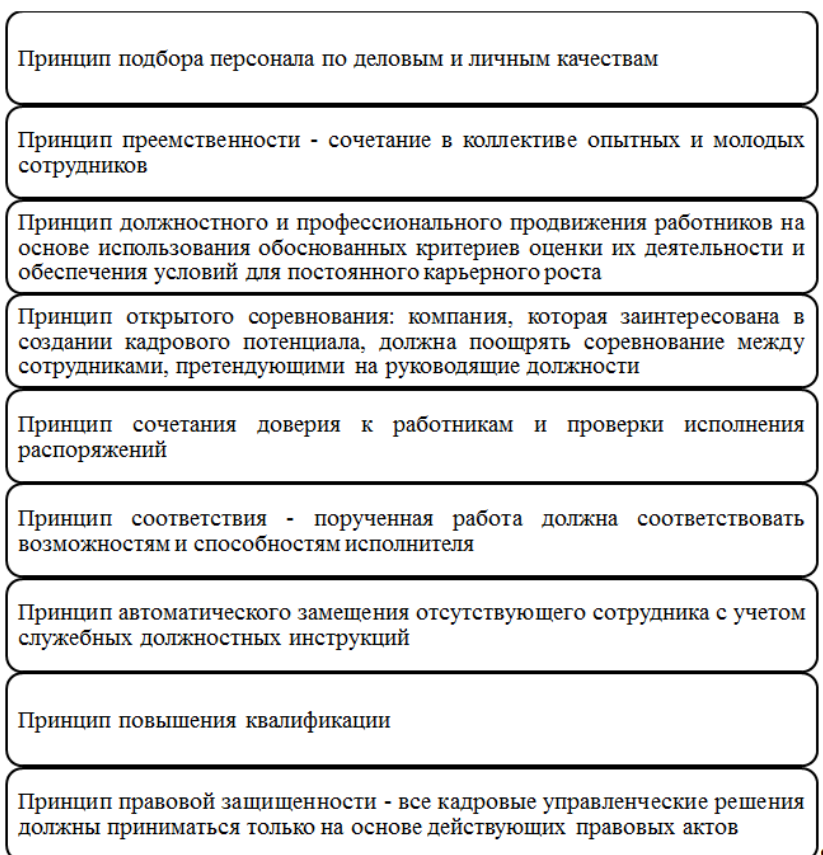 Принцип подбора персонала по деловым и личным качествам
Принцип преемственности - сочетание в коллективе опытных и молодых
сотрудников
Принцип должностного и профессионального продвижения работников на
основе использования обоснованных критериев оценки их деятельности и
обеспечения условий для постоянного карьерного роста
Принцип открытого соревнования: компания, которая заинтересована в
создании кадрового потенциала, должна поощрять соревнование между
сотрудниками, претендующими на руководящие должности
Принцип сочетания доверия к работникам и проверки исполнения
распоряжений
Принцип соответствия - порученная работа должна соответствовать
возможностям и способностям исполнителя
Принцип автоматического замещения отсутствующего сотрудника с учетом
служебных должностных инструкций
Принцип повышения квалификации
Принцип правовой защищенности - все кадровые управленческие решения
должны приниматься только на основе действующих правовых актов